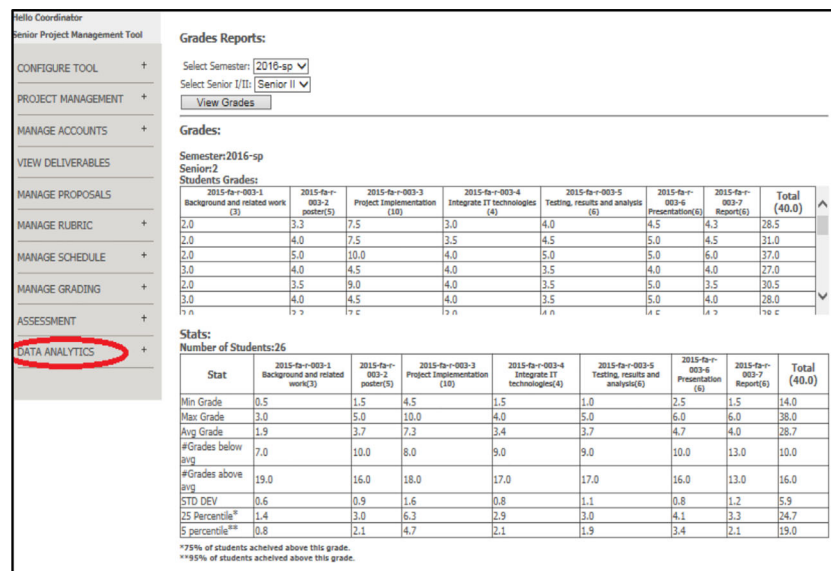 Hello Coordinator
Senior Project Management Tool
CONFIGURE TOOL +
PROJECT MANAGEMENT +
MANAGE ACCOUNTS +
VIEW DELIVERABLES
MANAGE PROPOSALS
MANAGE RUBRIC +
MANAGE SCHEDULE +
MANAGE GRADING +
ASSESSMENT +
DATA ANALYTICS +
Grades Reports:
Select Semester: 2016-sp
Select Senior I/II: Senior II
View Grades
Grades:
Semester:2016-sp
Senior:2
Students Grades:
2015-fa-r-003-1 Background and related work (3) 2015-fa-r-003-2 poster(5) 2015-fa-r-003-3 Project Implementation (10) 2015-fa-r-003-4 Integrate IT technologies (4) 2015-fa-r-003-5 Testing, results and analysis (6) 2015-fa-r-003-6 Presentation(6) 2015-fa-r-003-7 Report(6) Total (40.0)
2.0 3.3 7.5 3.0 4.0 4.5 4.3 28.5
2.0 4.0 7.5 3.5 4.5 5.0 4.5 31.0
2.0 5.0 10.0 4.0 5.0 5.0 6.0 37.0
3.0 4.0 4.5 4.0 3.5 4.5 4.0 27.0
2.0 3.5 9.0 4.0 3.5 5.0 3.5 30.5
3.0 4.0 4.5 4.0 3.5 5.0 4.0 28.0
Stats:
Number of Students:26
Stat 2015-fa-r-003-1 Background and related work(3) 2015-fa-r-003-2 poster(5) 2015-fa-r-003-3 Project Implementation (10) 2015-fa-r-003-4 Integrate IT technologies(4) 2015-fa-r-003-5 Testing, results and analysis(6) 2015-fa-r-003-6 Presentation (6) 2015-fa-r-003-7 Report(6) Total (40.0)
Min Grade 0.5 1.5 4.5 1.5 1.0 2.5 1.5 14.0
Max Grade 3.0 5.0 10.0 4.0 5.0 6.0 6.0 38.0
Avg Grade 1.9 3.7 7.3 3.4 3.7 4.7 4.0 28.7
#Grades below avg 7.0 10.0 8.0 9.0 9.0 10.0 13.0 10.0
#Grades above avg 19.0 16.0 18.0 17.0 17.0 16.0 13.0 16.0
STD DEV 0.6 0.9 1.6 0.8 1.1 0.8 1.2 5.9
25 Percentile* 1.4 3.0 6.3 2.9 3.0 4.1 3.3 24.7
5 percentile** 0.8 2.1 4.7 2.1 1.9 3.4 2.1 19.0
*75% of students acheived above this grade.
**95% of students acheived above this grade.